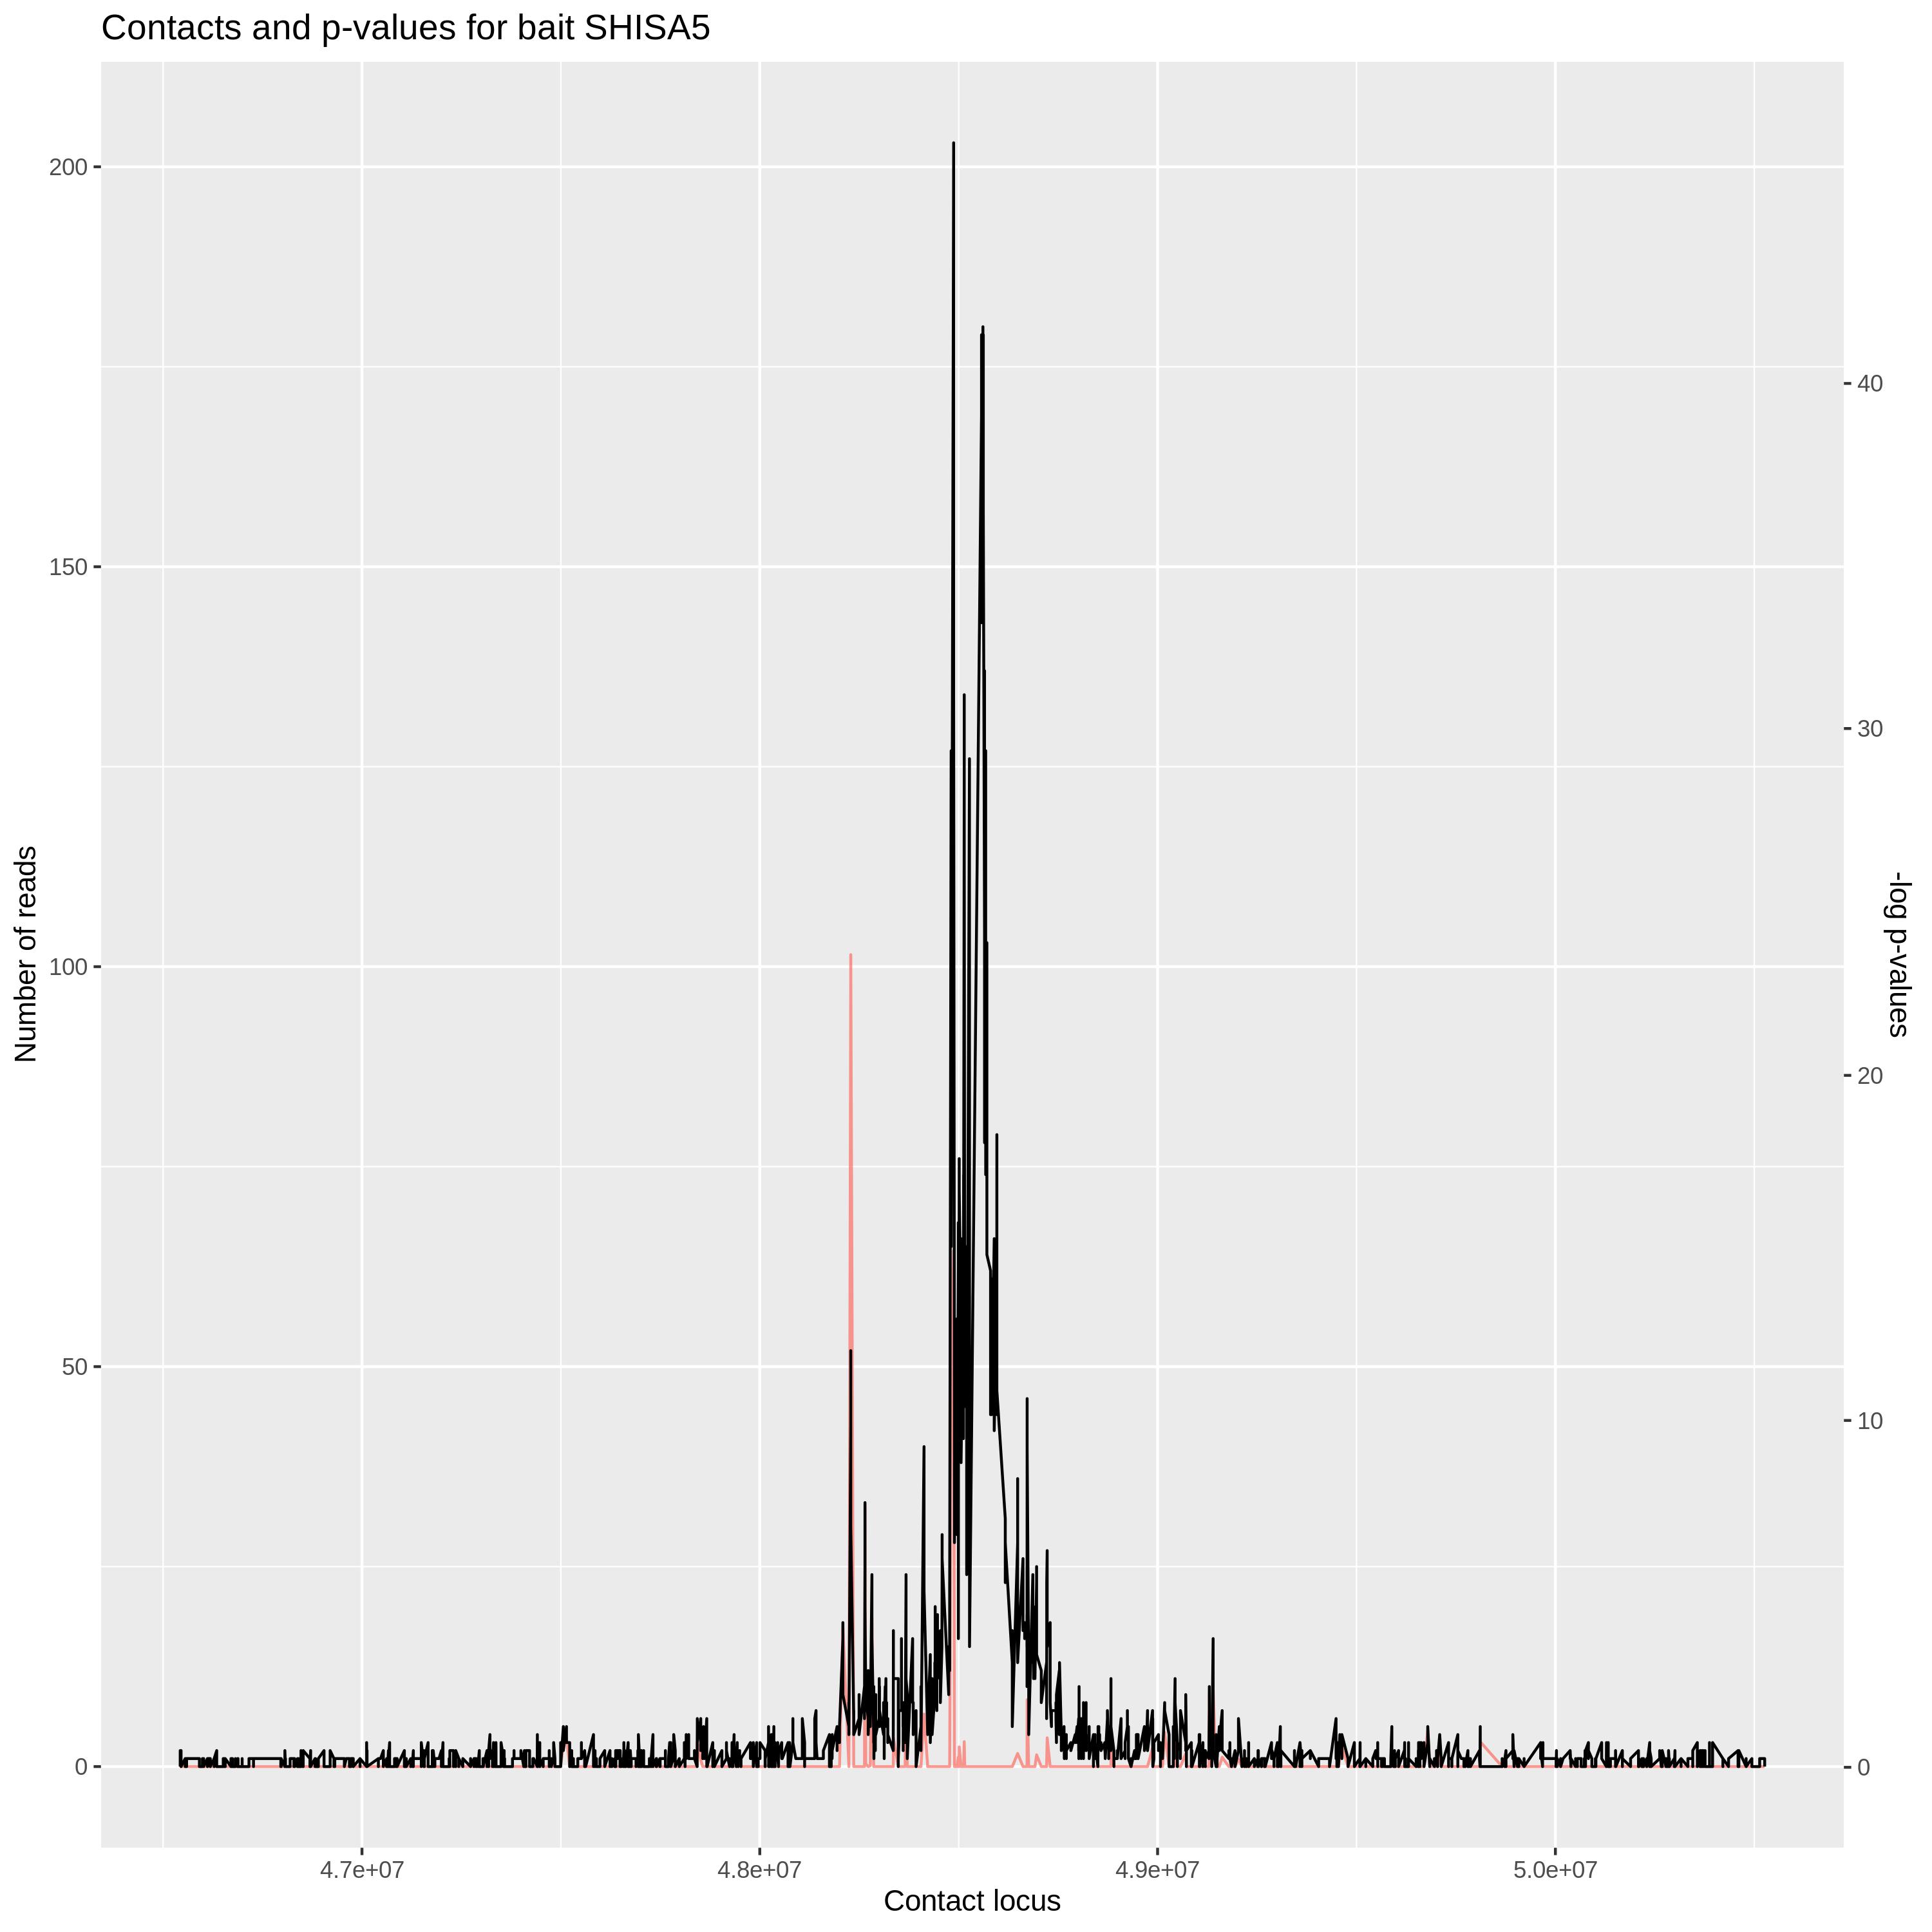 Contacts and p-values for bait SHISA5
200
150
100
50
0
Number of reads
40
30
20
10
0
-log p-values
4.7e+07
4.8e+07
4.9e+07
5.0e+07
Contact locus